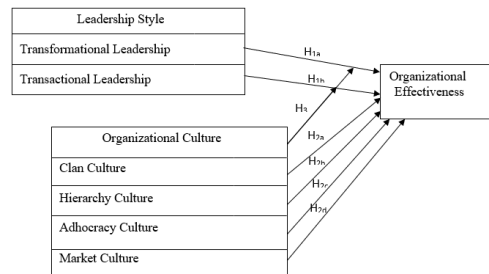 Leadership Style
Transformational Leadership
Transactional Leadership
H1a
H1b
Organizational
Effectiveness
H3
Organizational Culture
Clan Culture
Hierarchy Culture
Adhocracy Culture
Market Culture
H2a
H2b
H2c
H2d